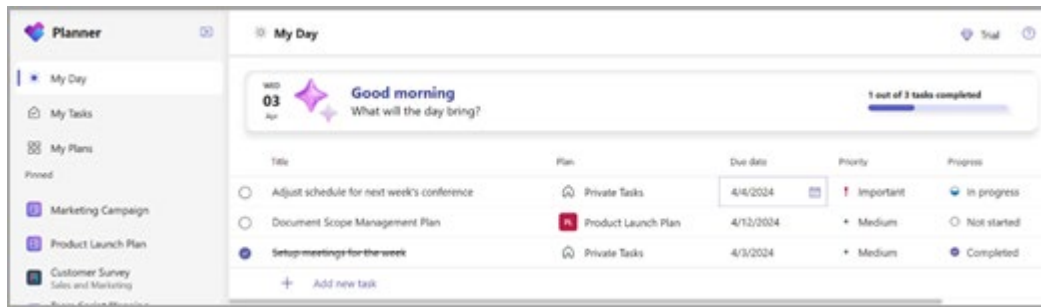 Planner
My Day
Trial
My Day
My Tasks
My Plans
Pinned
Marketing Campaign
Product Launch Plan
Customer Survey
Sales and Marketing
WED
03
Apr
Good morning
What will the day bring?
1 out of 3 tasks completed
Title Plan Due date Priority Progress
Adjust schedule for next week's conference Private Tasks 4/4/2024 Important In progress
Document Scope Management Plan PL Product Launch Plan 4/12/2024 Medium Not started
Setup meetings for the week Private Tasks 4/3/2024 Medium Completed
Add new task